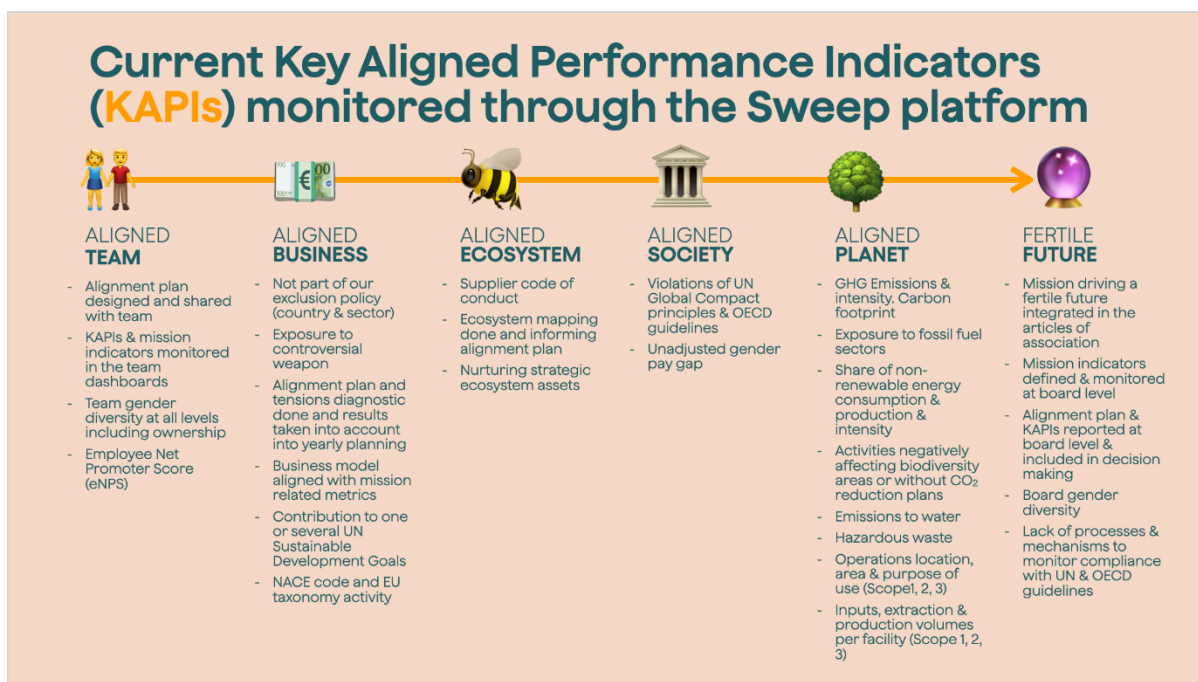 Current Key Aligned Performance Indicators
(KAPIs) monitored through the Sweep platform
ALIGNED
TEAM
- Alignment plan
designed and shared
with team
- KAPIs & mission
indicators monitored
in the team
dashboards
- Team gender
diversity at all levels
including ownership
- Employee Net
Promoter Score
(eNPS)
ALIGNED
BUSINESS
- Not part of our
exclusion policy
(country & sector)
- Exposure to
controversial
weapon
- Alignment plan and
tensions diagnostic
done and results
taken into account
into yearly planning
- Business model
aligned with mission
related metrics
- Contribution to one
or several UN
Sustainable
Development Goals
- NACE code and EU
taxonomy activity
ALIGNED
ECOSYSTEM
- Supplier code of
conduct
- Ecosystem mapping
done and informing
alignment plan
- Nurturing strategic
ecosystem assets
ALIGNED
SOCIETY
- Violations of UN
Global Compact
principles & OECD
guidelines
- Unadjusted gender
pay gap
ALIGNED
PLANET
- GHG Emissions &
intensity. Carbon
footprint
- Exposure to fossil fuel
sectors
- Share of non-
renewable energy
consumption &
production &
intensity
- Activities negatively
affecting biodiversity
areas or without CO₂
reduction plans
- Emissions to water
- Hazardous waste
- Operations location,
area & purpose of
use (Scope1, 2, 3)
- Inputs, extraction &
production volumes
per facility (Scope 1, 2,
3)
FERTILE
FUTURE
- Mission driving a
fertile future
integrated in the
articles of
association
- Mission indicators
defined & monitored
at board level
- Alignment plan &
KAPIs reported at
board level &
included in decision
making
- Board gender
diversity
- Lack of processes &
mechanisms to
monitor compliance
with UN & OECD
guidelines